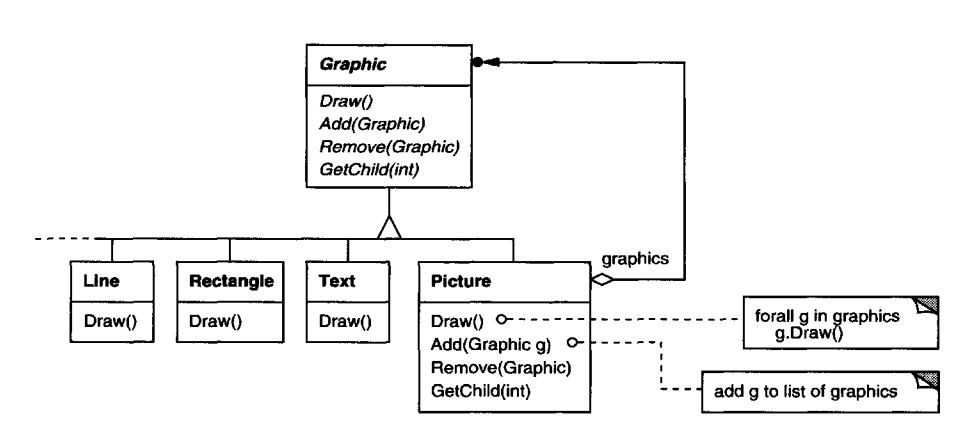 Graphic
Draw()
Add(Graphic)
Remove(Graphic)
GetChild(int)
graphics
Line
Draw()
Rectangle
Draw()
Text
Draw()
Picture
Draw()
Add(Graphic g)
Remove(Graphic)
GetChild(int)
forall g in graphics
g.Draw()
add g to list of graphics